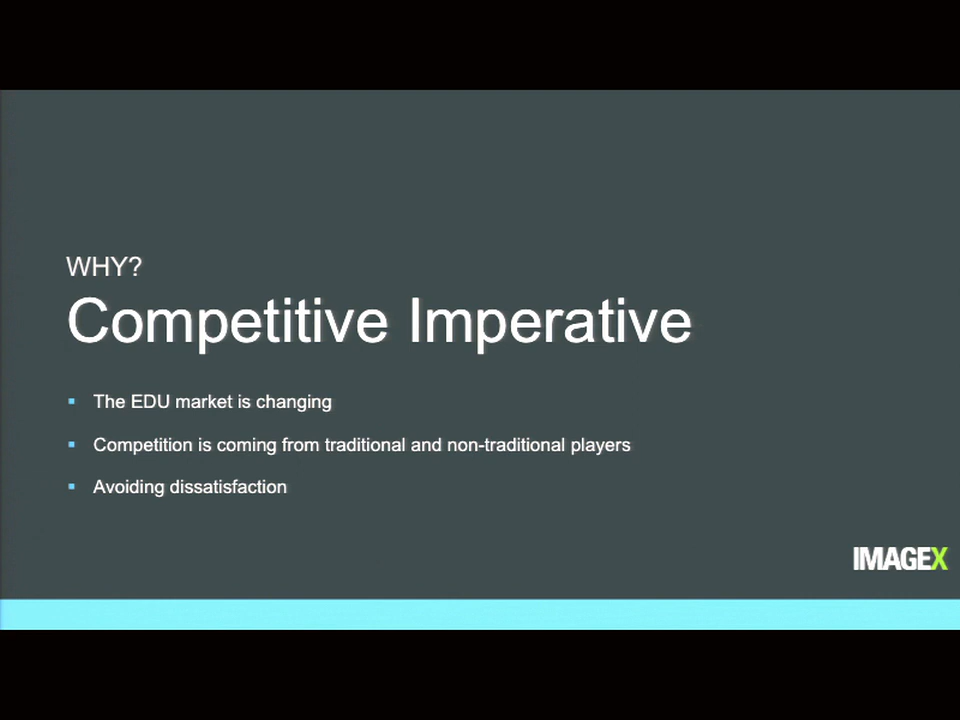 WHY?
Competitive Imperative
The EDU market is changing
Competition is coming from traditional and non-traditional players
Avoiding dissatisfaction
IMAGEX